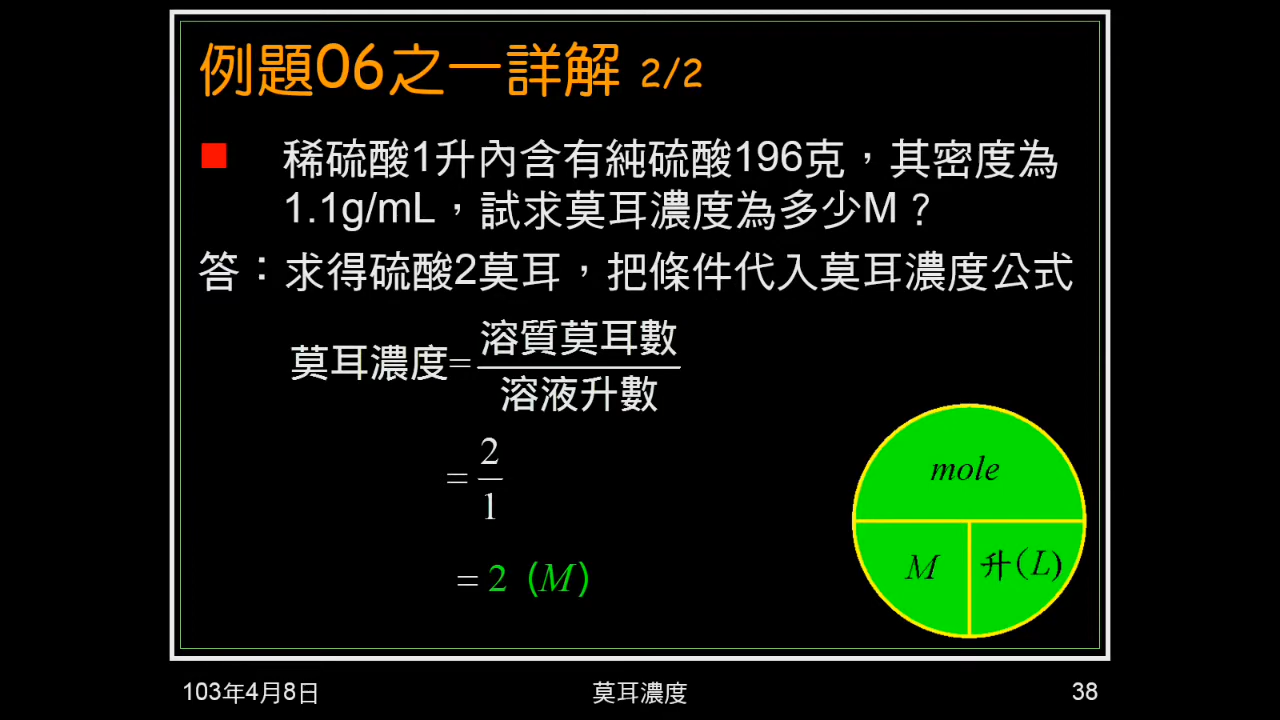 例題06之一詳解 2/2
稀硫酸1升內含有純硫酸196克，其密度為
1.1g/mL，試求莫耳濃度為多少M？
答：求得硫酸2莫耳，把條件代入莫耳濃度公式
莫耳濃度=溶質莫耳數
溶液升數
= 2
1
= 2 (M)
mole
M 升(L)
103年4月8日 莫耳濃度 38